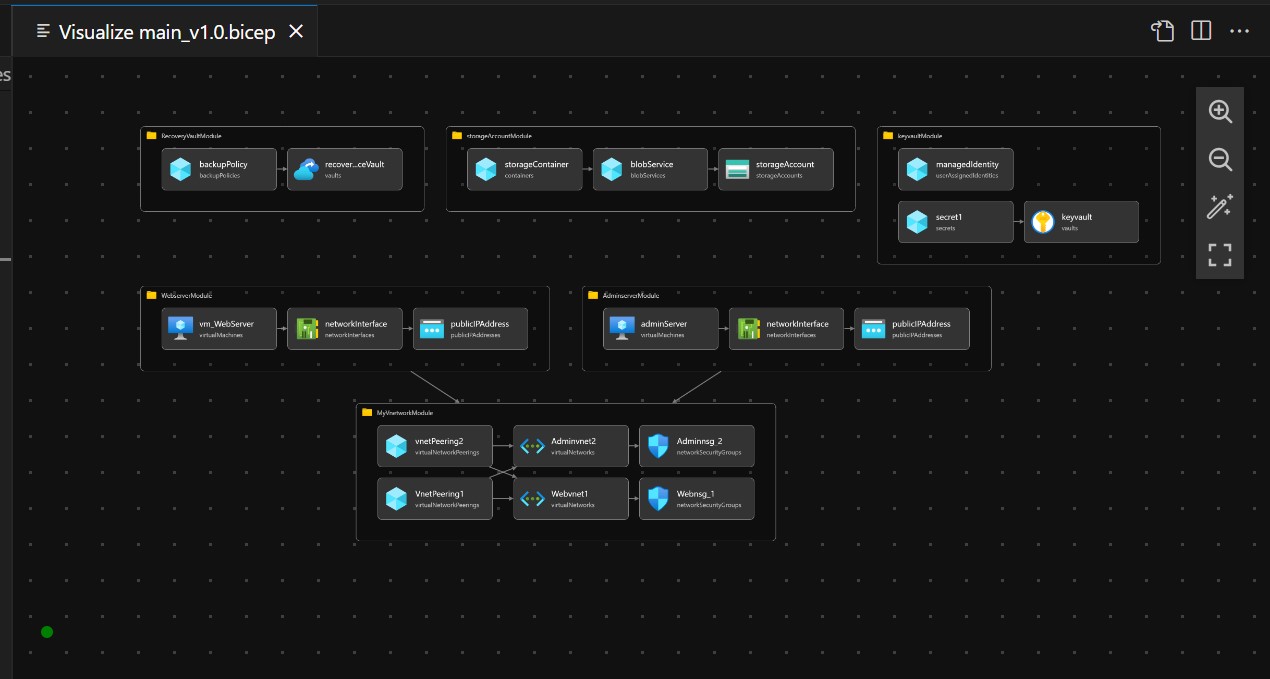 Visualize main_v1.0.bicep
es
RecoveryVaultModule
backupPolicy
backupPolicies
recover...ceVault
vaults
storageAccountModule
storageContainer
containers
blobService
blobServices
storageAccount
storageAccounts
keyvaultModule
managedIdentity
userAssignedIdentities
secret1
secrets
keyvault
vaults
WebserverModule
vm_WebServer
virtualMachines
networkInterface
networkInterfaces
publicIPAddress
publicIPAddresses
AdminserverModule
adminServer
virtualMachines
networkInterface
networkInterfaces
publicIPAddress
publicIPAddresses
MyVnetworkModule
vnetPeering2
virtualNetworkPeerings
Adminvnet2
virtualNetworks
Adminnsg_2
networkSecurityGroups
VnetPeering1
virtualNetworkPeerings
Webvnet1
virtualNetworks
Webnsg_1
networkSecurityGroups